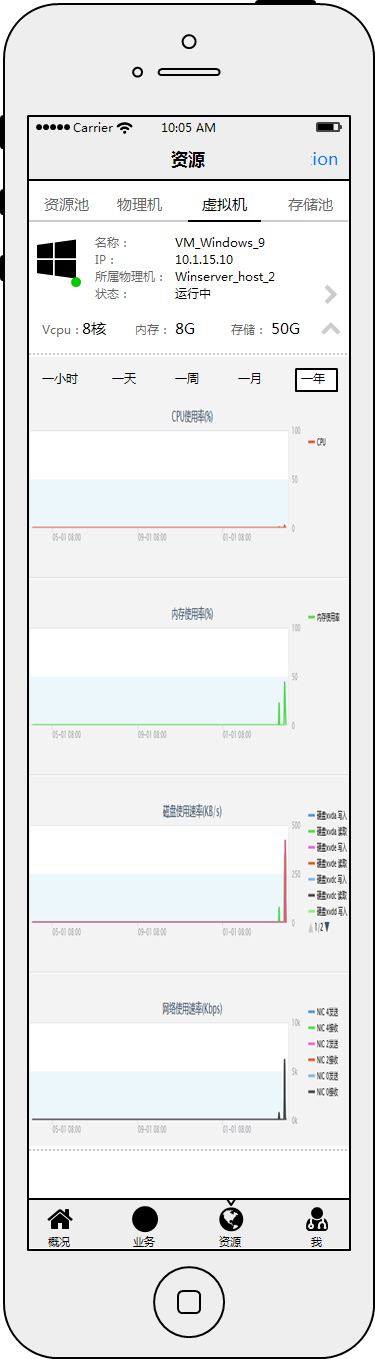 Carrier 10:05 AM
资源 tion
资源池 物理机 虚拟机 存储池
名称： VM_Windows_9
IP： 10.1.15.10
所属物理机： Winserver_host_2
状态： 运行中
Vcpu：8核 内存： 8G 存储： 50G
一小时 一天 一周 一月 一年
CPU使用率(%)
100
CPU
50
0
05-01 08:00 09-01 08:00 01-01 08:00
内存使用率(%)
内存使用率
100
50
0
05-01 08:00 09-01 08:00 01-01 08:00
磁盘使用速率(KB/s)
硬盘xvda 写入
500
硬盘xvda 读取
硬盘xvde 写入
硬盘xvde 读取
250
硬盘xvdc 写入
硬盘xvdc 读取
硬盘xvdd 写入
0
1/2
05-01 08:00 09-01 08:00 01-01 08:00
网络使用速率(Kbps)
NIC 4发送
10k
NIC 4接收
NIC 2发送
NIC 2接收
5k
NIC 0发送
NIC 0接收
0k
05-01 08:00 09-01 08:00 01-01 08:00
概况 业务 资源 我